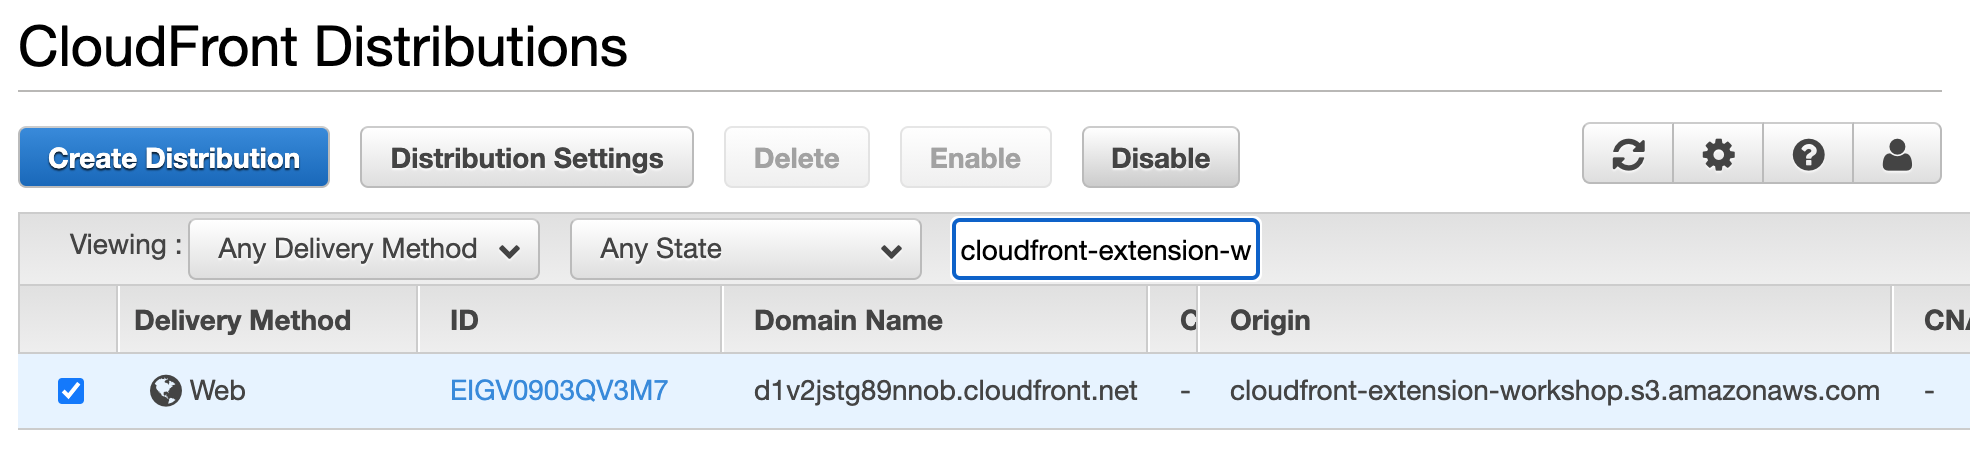 CloudFront Distributions
Create Distribution Distribution Settings Delete Enable Disable
Viewing : Any Delivery Method Any State cloudfront-extension-w
Delivery Method ID Domain Name C Origin CNA
Web EIGV0903QV3M7 d1v2jstg89nnob.cloudfront.net - cloudfront-extension-workshop.s3.amazonaws.com -